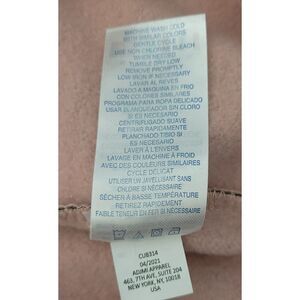 MACHINE WASH COLD
WITH SIMILAR COLORS
GENTLE CYCLE
USE NON CHLORINE BLEACH
WHEN NEEDED
TUMBLE DRY LOW
REMOVE PROMPTLY
LOW IRON IF NECESSARY
LAVAR AL REVES
LAVADO A MAQUINA EN FRIO
CON COLORES SIMILARES
PROGRAMA PARA ROPA DELICADO
USAR BLANQUEADOR SIN CLORO
SI ES NECESARIO
CENTRIFUGADO SUAVE
RETIRAR RAPIDAMENTE
PLANCHADO TIBIO SI
ES NECESARIO
LAVER À L'ENVERS
LAVAGE EN MACHINE À FROID
AVEC DES COULEURS SIMILAIRES
CYCLE DÉLICAT
UTILISER UN JAVELISANT SANS
CHLORE SI NÉCESSAIRE
SÉCHER À BASSE TEMPÉRATURE
RETIREZ RAPIDEMENT
FAIBLE TENEUR EN FER SI NÉCESSAIRE
CUB314
04/2021
ADJMI APPAREL
463, 7TH AVE, SUITE 204
NEW YORK, NY, 10018
USA